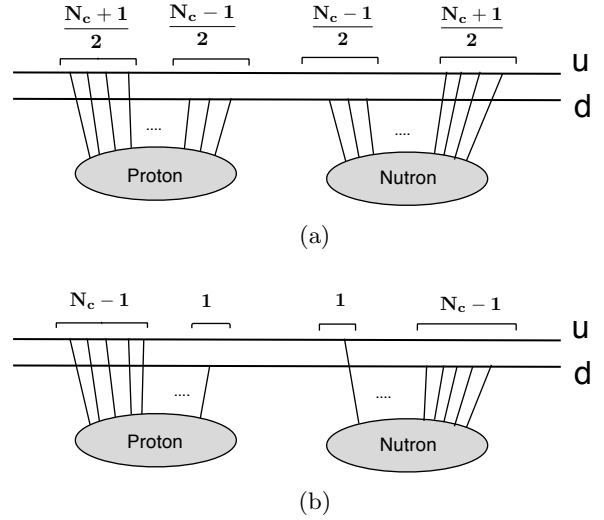 N_c + 1 / 2   N_c − 1 / 2   N_c − 1 / 2   N_c + 1 / 2
u
d
.... ....
Proton Nutron
(a)
N_c − 1   1   1   N_c − 1
u
d
.... ....
Proton Nutron
(b)